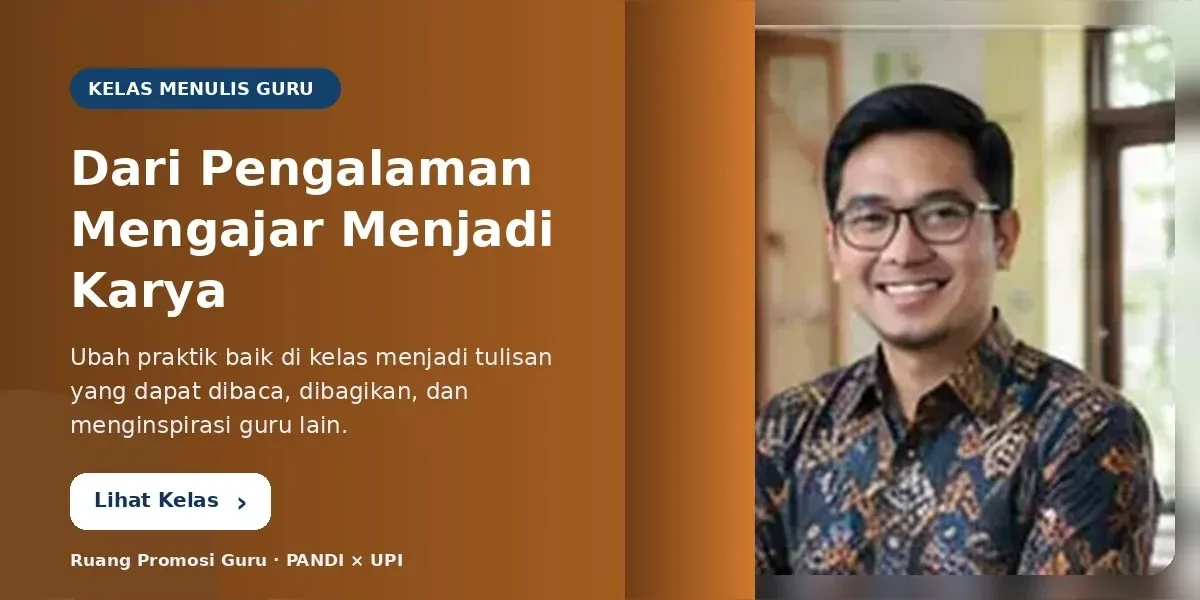 KELAS MENULIS GURU
Dari Pengalaman
Mengajar Menjadi
Karya
Ubah praktik baik di kelas menjadi tulisan
yang dapat dibaca, dibagikan, dan
menginspirasi guru lain.
Lihat Kelas ›
Ruang Promosi Guru · PANDI × UPI